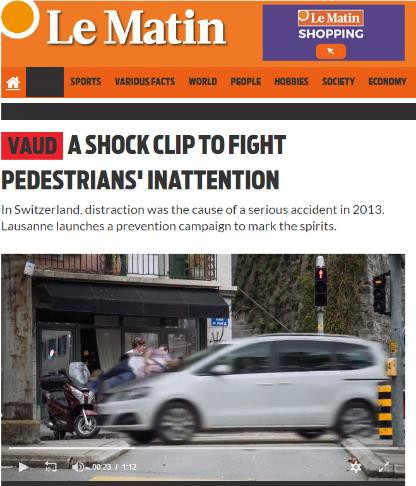 Le Matin
Le Matin
SHOPPING
SPORTS VARIOUS FACTS WORLD PEOPLE HOBBIES SOCIETY ECONOMY
VAUD A SHOCK CLIP TO FIGHT
PEDESTRIANS' INATTENTION
In Switzerland, distraction was the cause of a serious accident in 2013.
Lausanne launches a prevention campaign to mark the spirits.
00:23 / 1:12